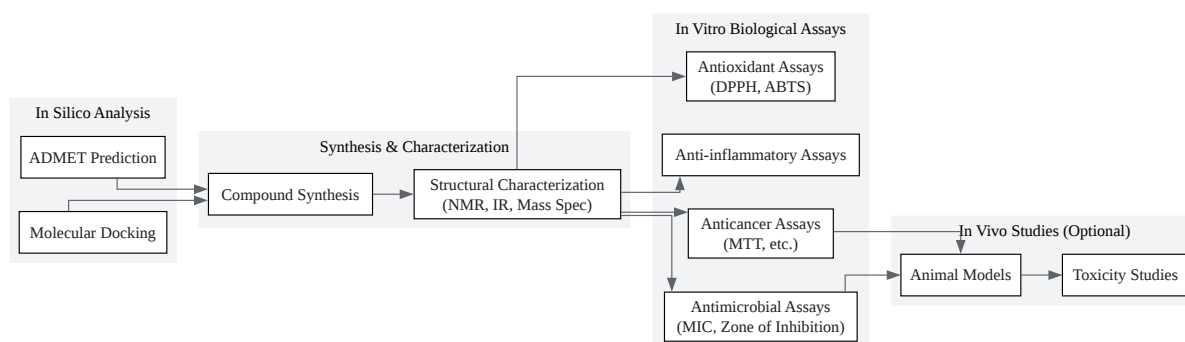 In Silico Analysis
ADMET Prediction
Molecular Docking
Synthesis & Characterization
Compound Synthesis
Structural Characterization
(NMR, IR, Mass Spec)
In Vitro Biological Assays
Antioxidant Assays
(DPPH, ABTS)
Anti-inflammatory Assays
Anticancer Assays
(MTT, etc.)
Antimicrobial Assays
(MIC, Zone of Inhibition)
In Vivo Studies (Optional)
Animal Models
Toxicity Studies